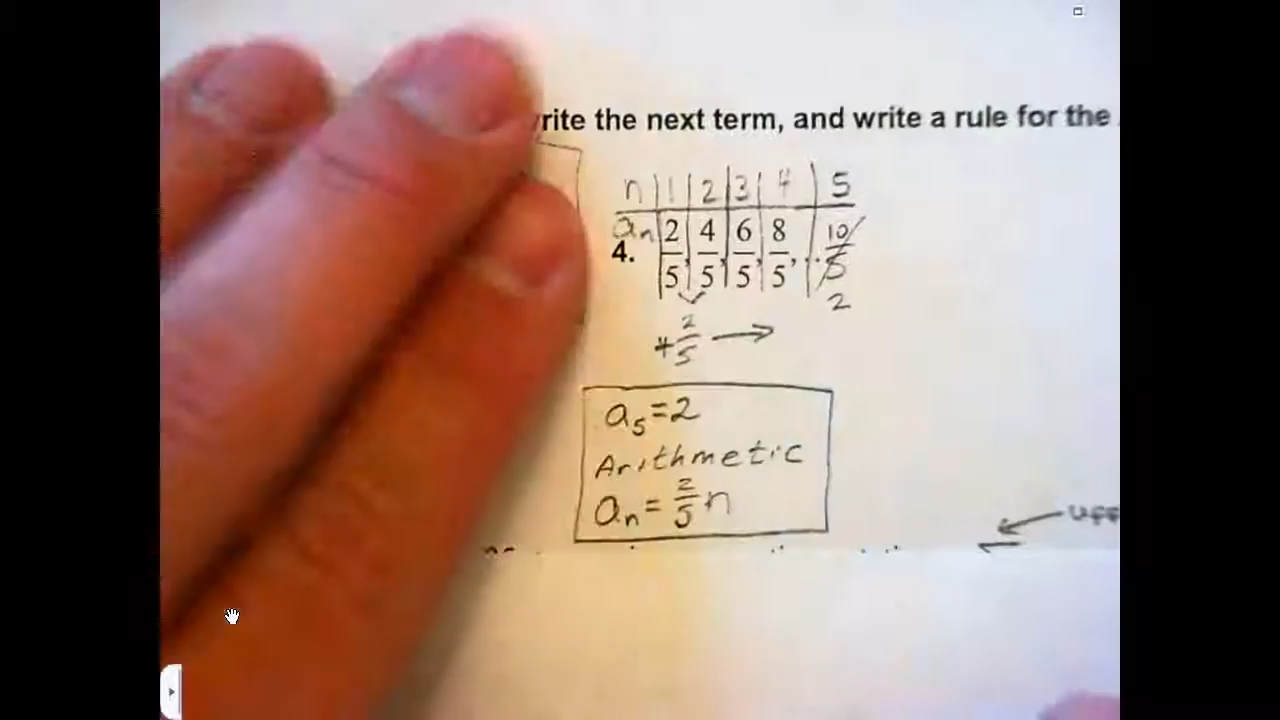 rite the next term, and write a rule for the
n 1 2 3 4 5
an 2/5, 4/5, 6/5, 8/5, ... 10/5
4.
2
+2/5 →
a5=2
Arithmetic
an = 2/5 n